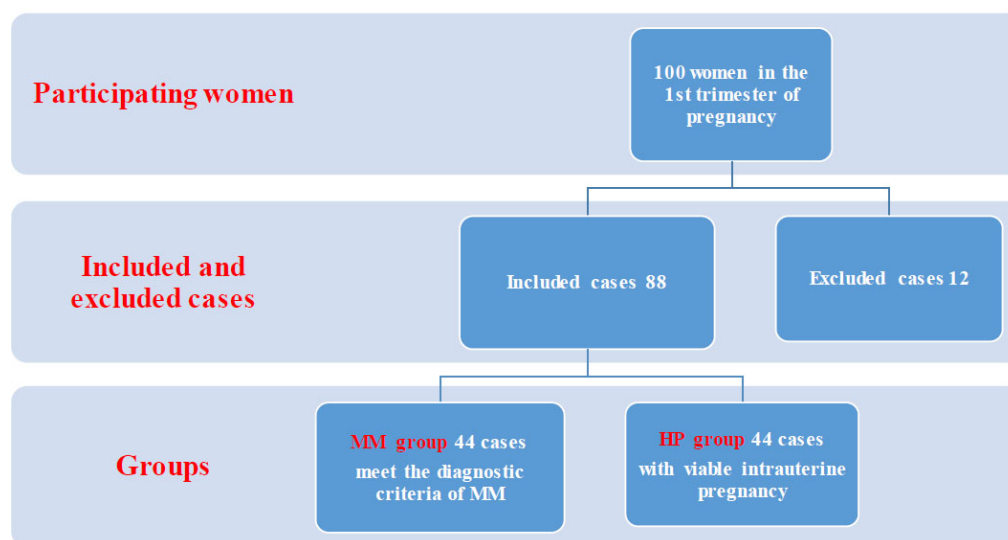 Participating women
100 women in the
1st trimester of
pregnancy
Included and
excluded cases
Included cases 88
Excluded cases 12
Groups
MM group 44 cases
meet the diagnostic
criteria of MM
HP group 44 cases
with viable intrauterine
pregnancy